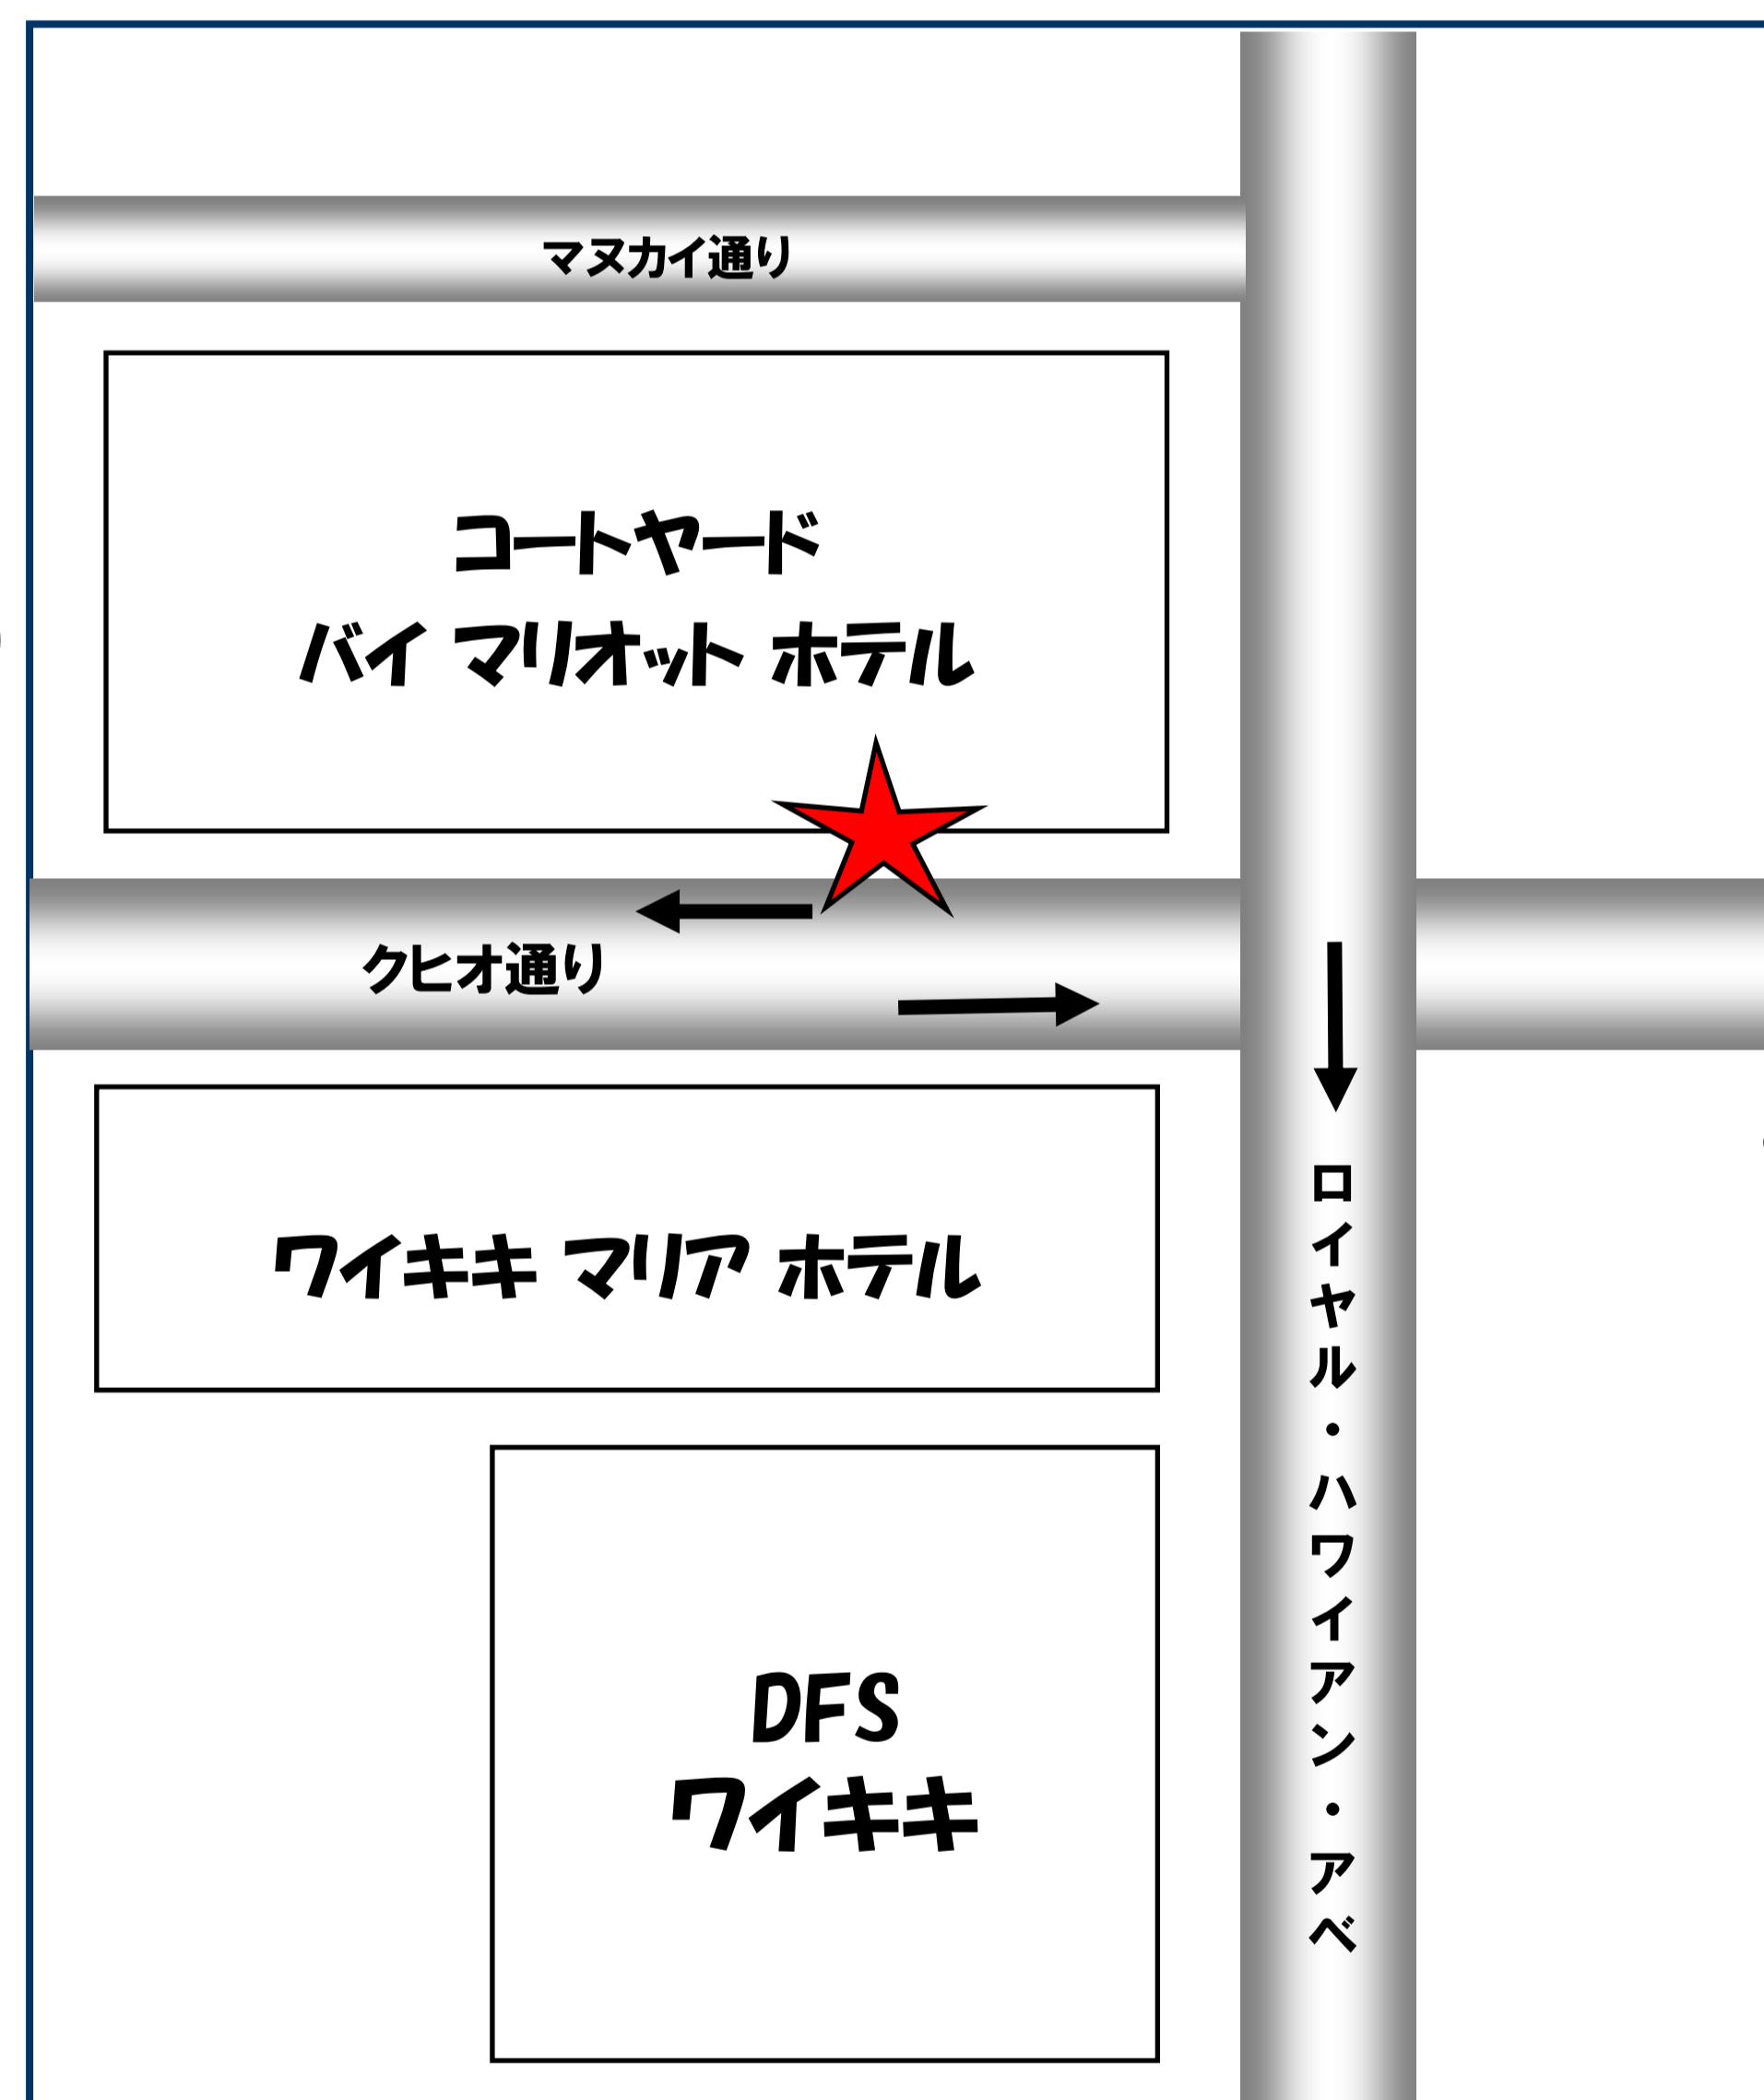 マヌカイ通り
コートヤード
バイ マリオット ホテル
クヒオ通り
ワイキキ マリア ホテル
DFS
ワイキキ
ロイヤル・ハワイアン・アベ